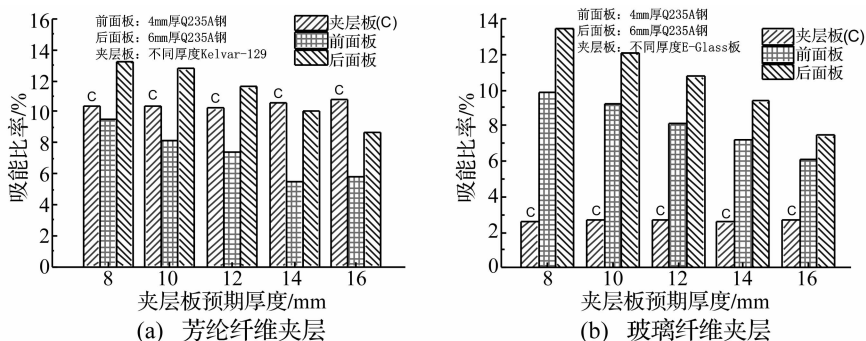 前面板：4mm厚Q235A钢
后面板：6mm厚Q235A钢
夹层板：不同厚度Kelvar-129
夹层板(C)
前面板
后面板
吸能比率/%
16
14
12
10
8
6
4
2
0
C
C
C
C
C
8
10
12
14
16
夹层板预期厚度/mm
(a) 芳纶纤维夹层
前面板：4mm厚Q235A钢
后面板：6mm厚Q235A钢
夹层板：不同厚度E-Glass板
夹层板(C)
前面板
后面板
吸能比率/%
14
12
10
8
6
4
2
0
C
C
C
C
C
8
10
12
14
16
夹层板预期厚度/mm
(b) 玻璃纤维夹层